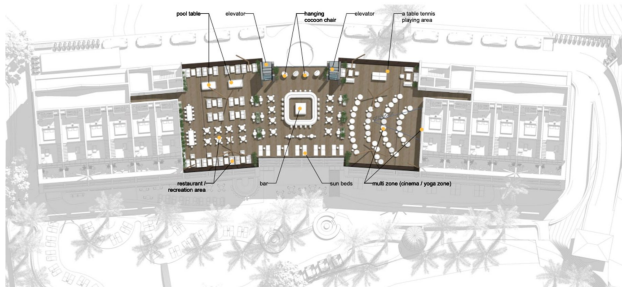 pool table
elevator
hanging
cocoon chair
elevator
a table tennis
playing area
restaurant /
recreation area
bar
sun beds
multi zone (cinema / yoga zone)